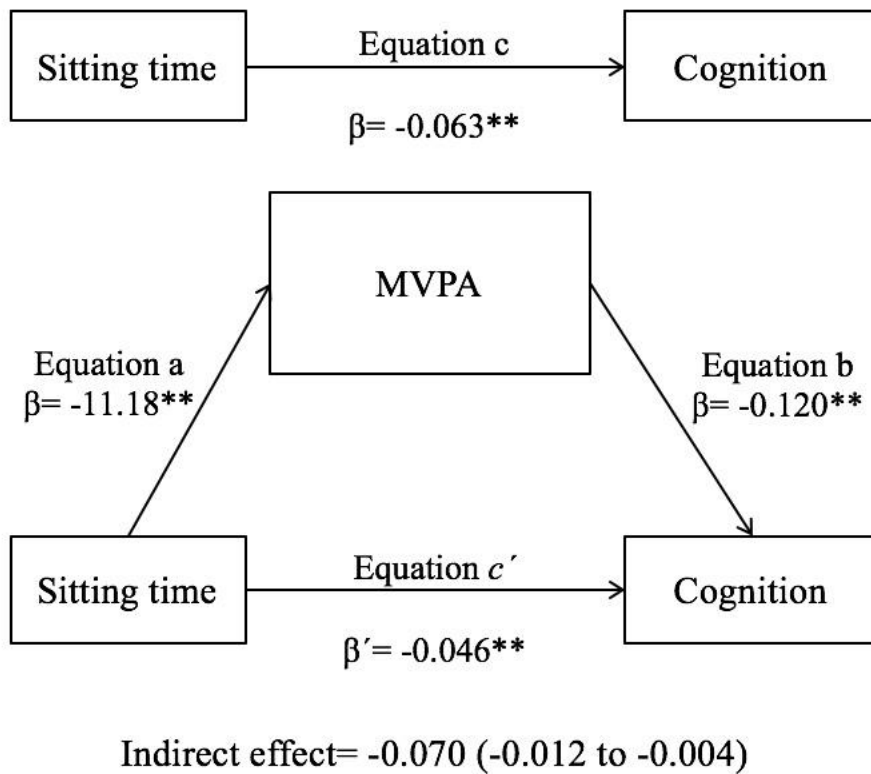 Equation c
Sitting time
Cognition
β= -0.063**
MVPA
Equation a
β= -11.18**
Equation b
β= -0.120**
Equation c´
Sitting time
Cognition
β´= -0.046**
Indirect effect= -0.070 (-0.012 to -0.004)